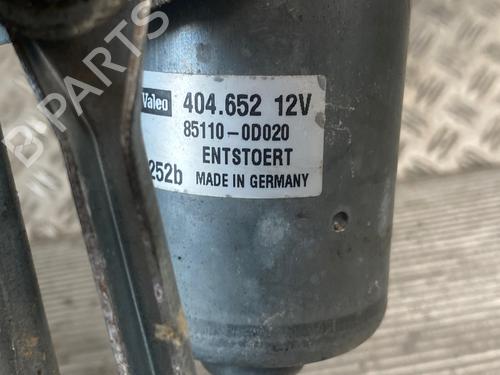 Valeo 404.652 12V
85110-0D020
ENTSTOERT
252b MADE IN GERMANY
B-PARTS